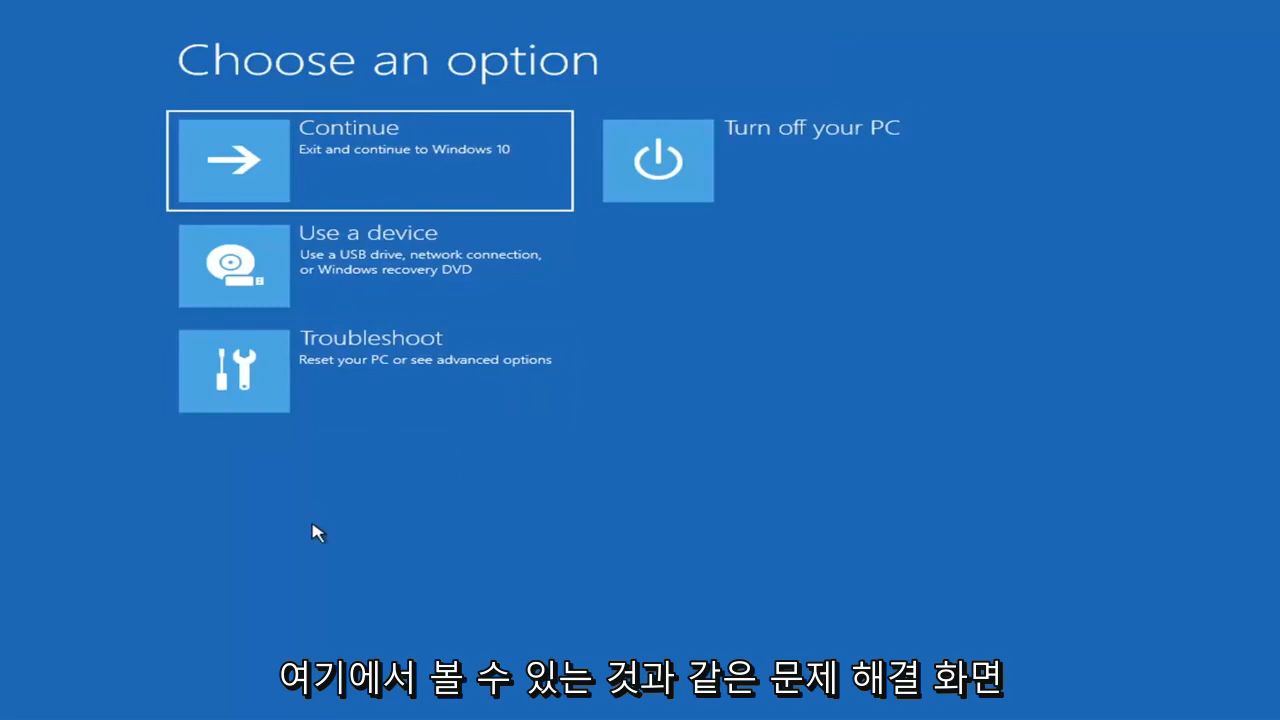 Choose an option
Continue
Exit and continue to Windows 10
Turn off your PC
Use a device
Use a USB drive, network connection,
or Windows recovery DVD
Troubleshoot
Reset your PC or see advanced options
여기에서 볼 수 있는 것과 같은 문제 해결 화면